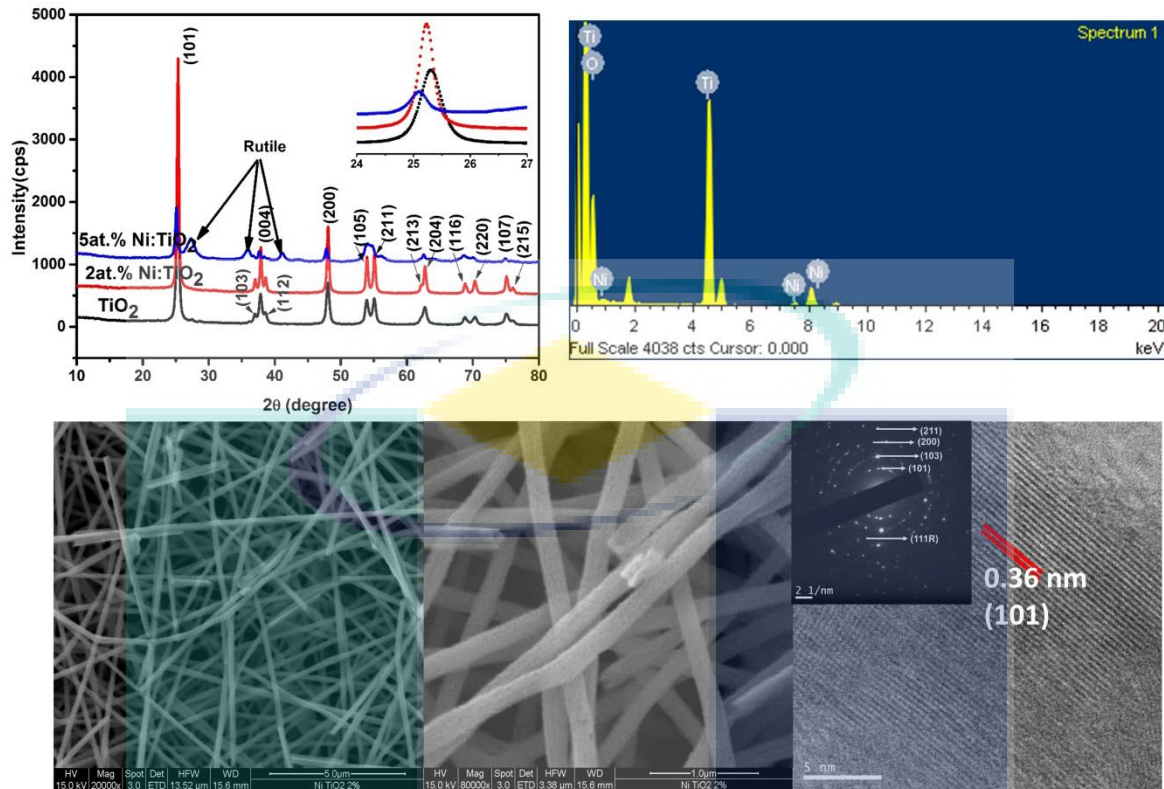 5000
4000
3000
2000
1000
0
Intensity(cps)
10 20 30 40 50 60 70 80
2θ (degree)
(101)
Rutile
(004)
(200)
(105)
(211)
(213)
(204)
(116)
(220)
(107)
(215)
5at.% Ni:TiO2
2at.% Ni:TiO2
(103)
(112)
TiO2
24 25 26 27
Spectrum 1
Ti
O
Ti
Ni
Ni
Ni
0 2 4 6 8 10 12 14 16 18 20
Full Scale 4038 cts Cursor: 0.000 keV
HV Mag Spot Det HFW WD 5.0µm
15.0 kV 20000x 3.0 ETD 13.52 µm 15.6 mm Ni TiO2 2%
HV Mag Spot Det HFW WD 1.0µm
15.0 kV 80000x 3.0 ETD 3.38 µm 15.6 mm Ni TiO2 2%
(211)
(200)
(103)
(101)
(111R)
2 1/nm
0.36 nm
(101)
5 nm